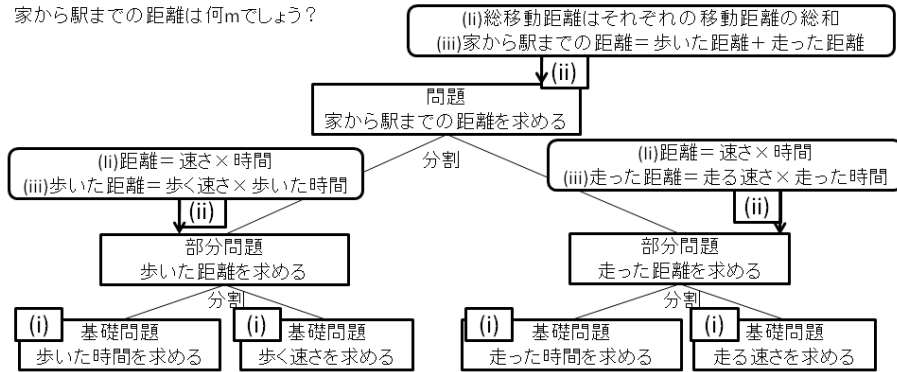 家から駅までの距離は何mでしょう？
(Ii)総移動距離はそれぞれの移動距離の総和
(iii)家から駅までの距離＝歩いた距離＋走った距離
(ii)
問題
家から駅までの距離を求める
分割
(Ii)距離＝速さ×時間
(iii)歩いた距離＝歩く速さ×歩いた時間
(ii)
(Ii)距離＝速さ×時間
(iii)走った距離＝走る速さ×走った時間
(ii)
部分問題
歩いた距離を求める
部分問題
走った距離を求める
分割
分割
(i)
基礎問題
歩いた時間を求める
(i)
基礎問題
歩く速さを求める
(i)
基礎問題
走った時間を求める
(i)
基礎問題
走る速さを求める